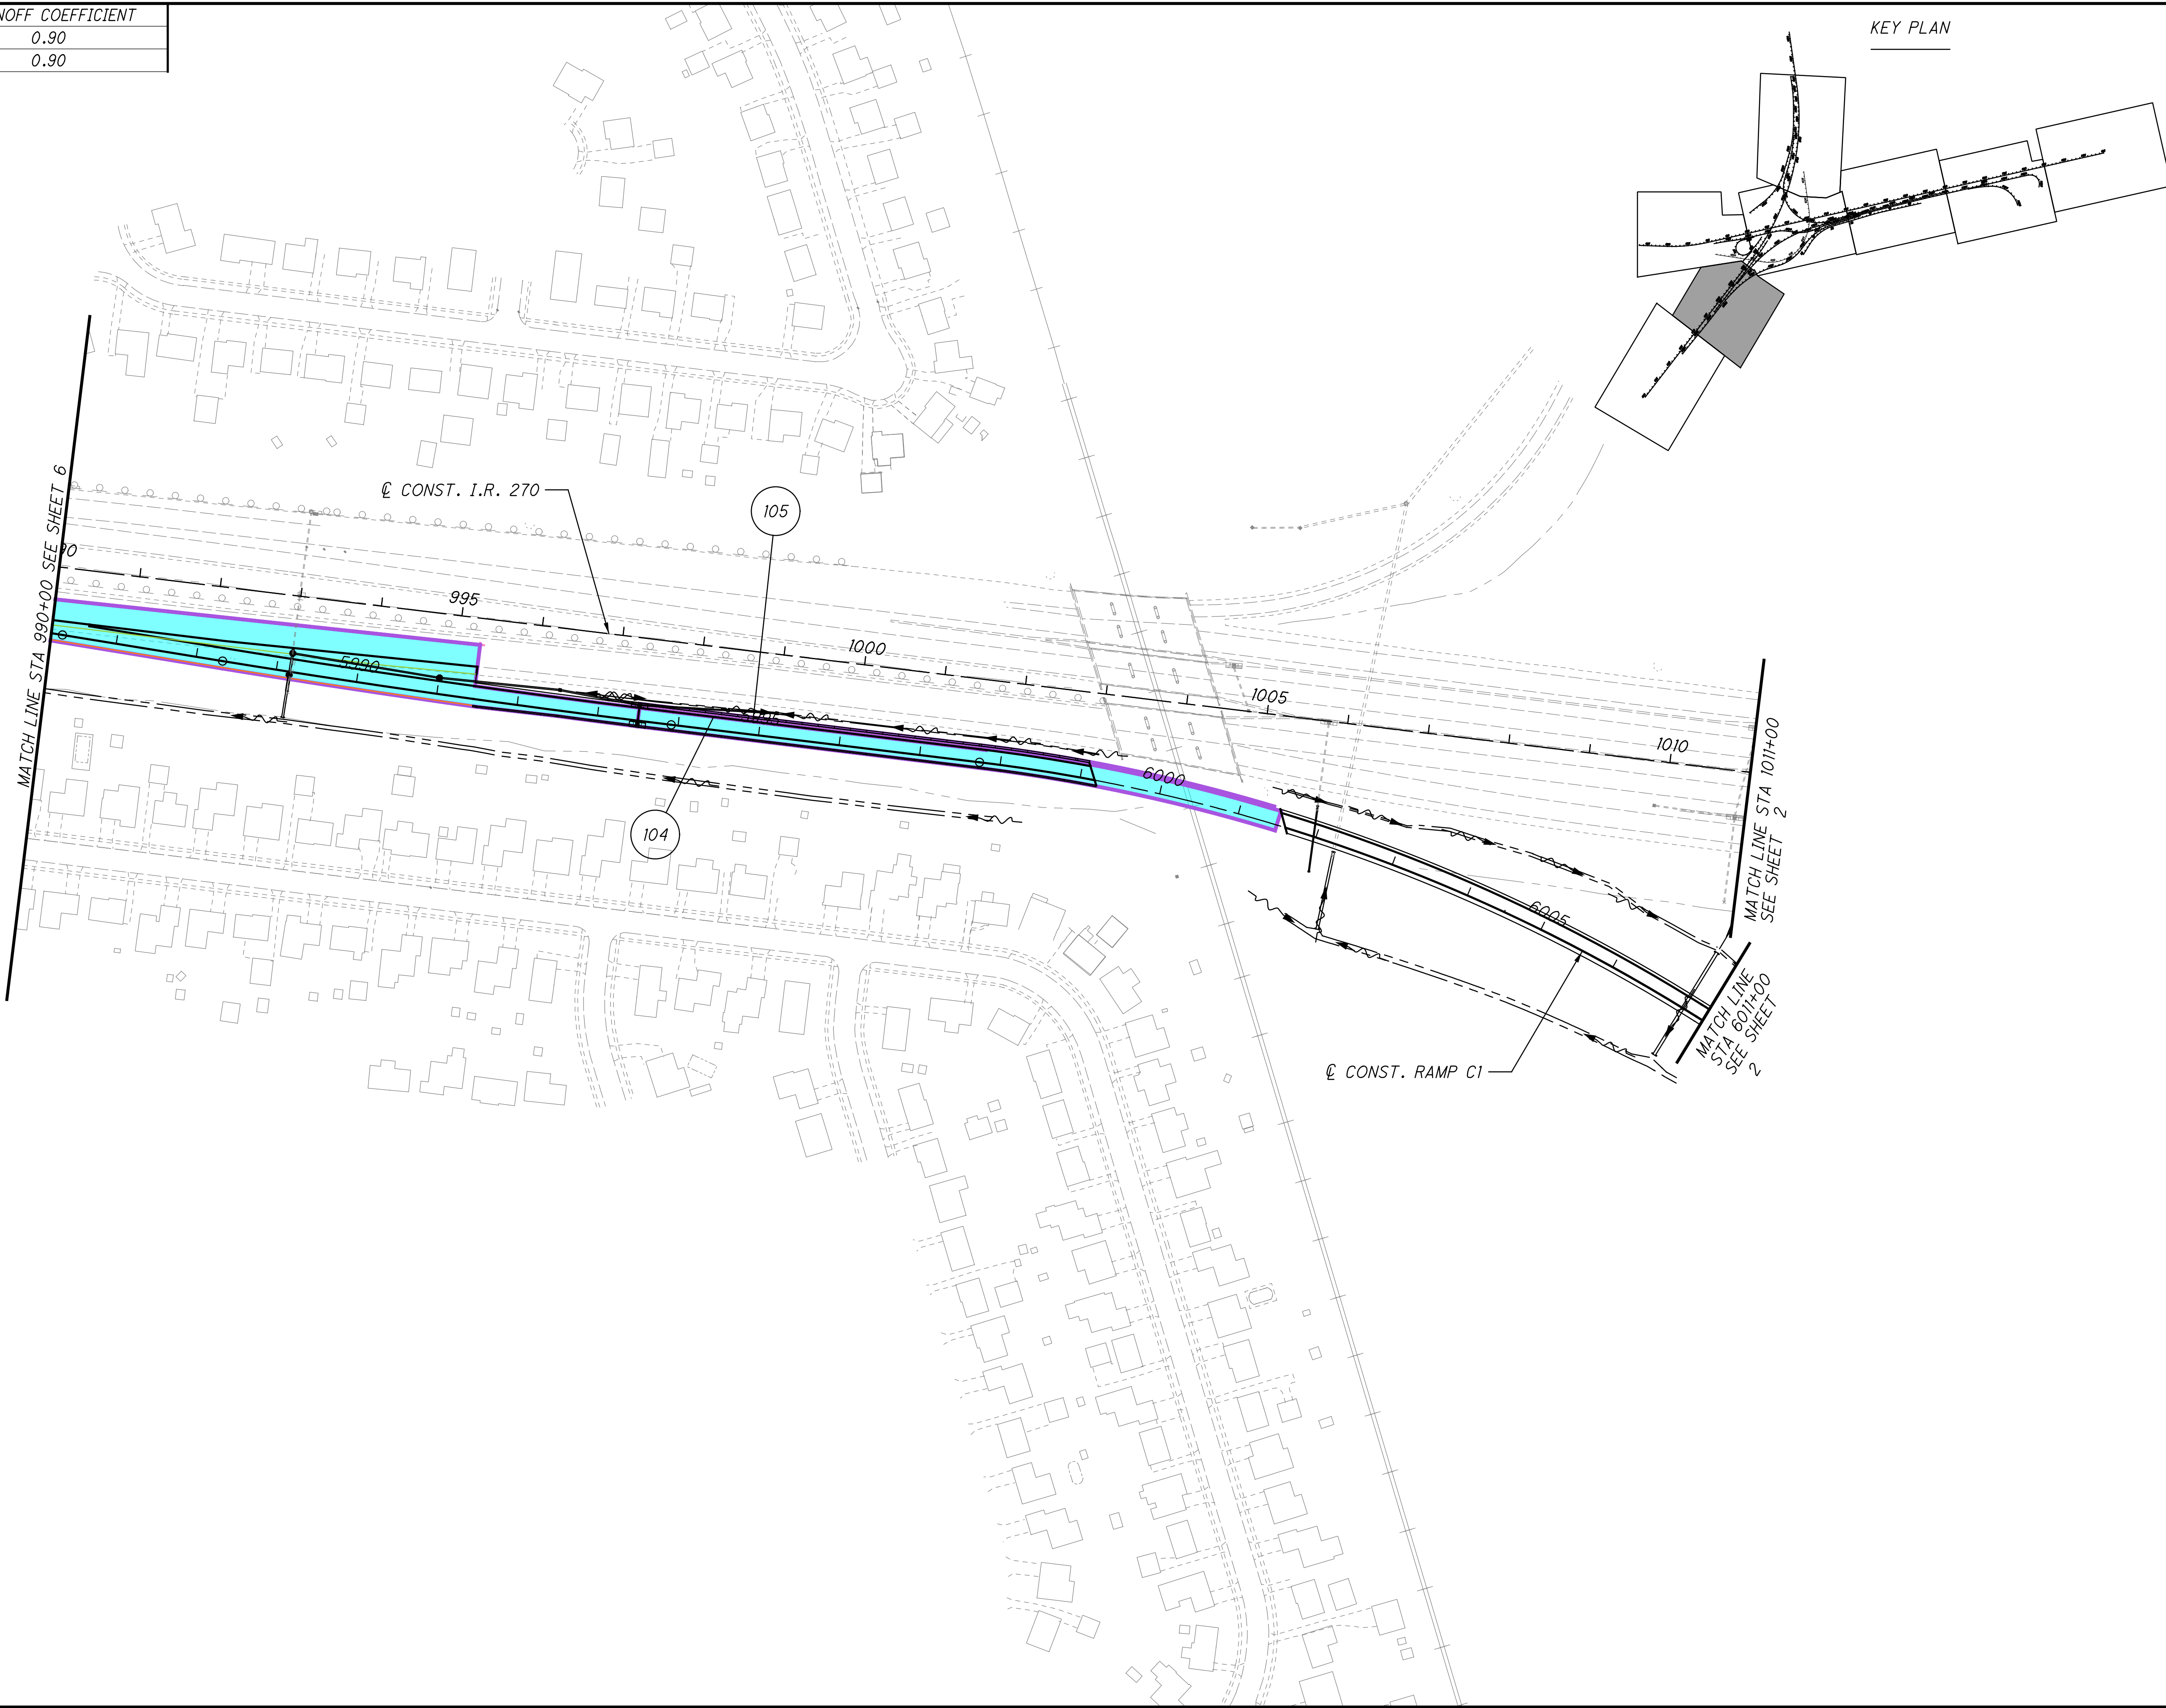 NOFF COEFFICIENT
0.90
0.90
KEY PLAN
MATCH LINE STA 990+00 SEE SHEET 6
℄ CONST. I.R. 270
105
90
995
1000
1005
1010
5990
6000
6005
104
MATCH LINE STA 1011+00
SEE SHEET 2
MATCH LINE
STA 6011+00
SEE SHEET
2
℄ CONST. RAMP C1